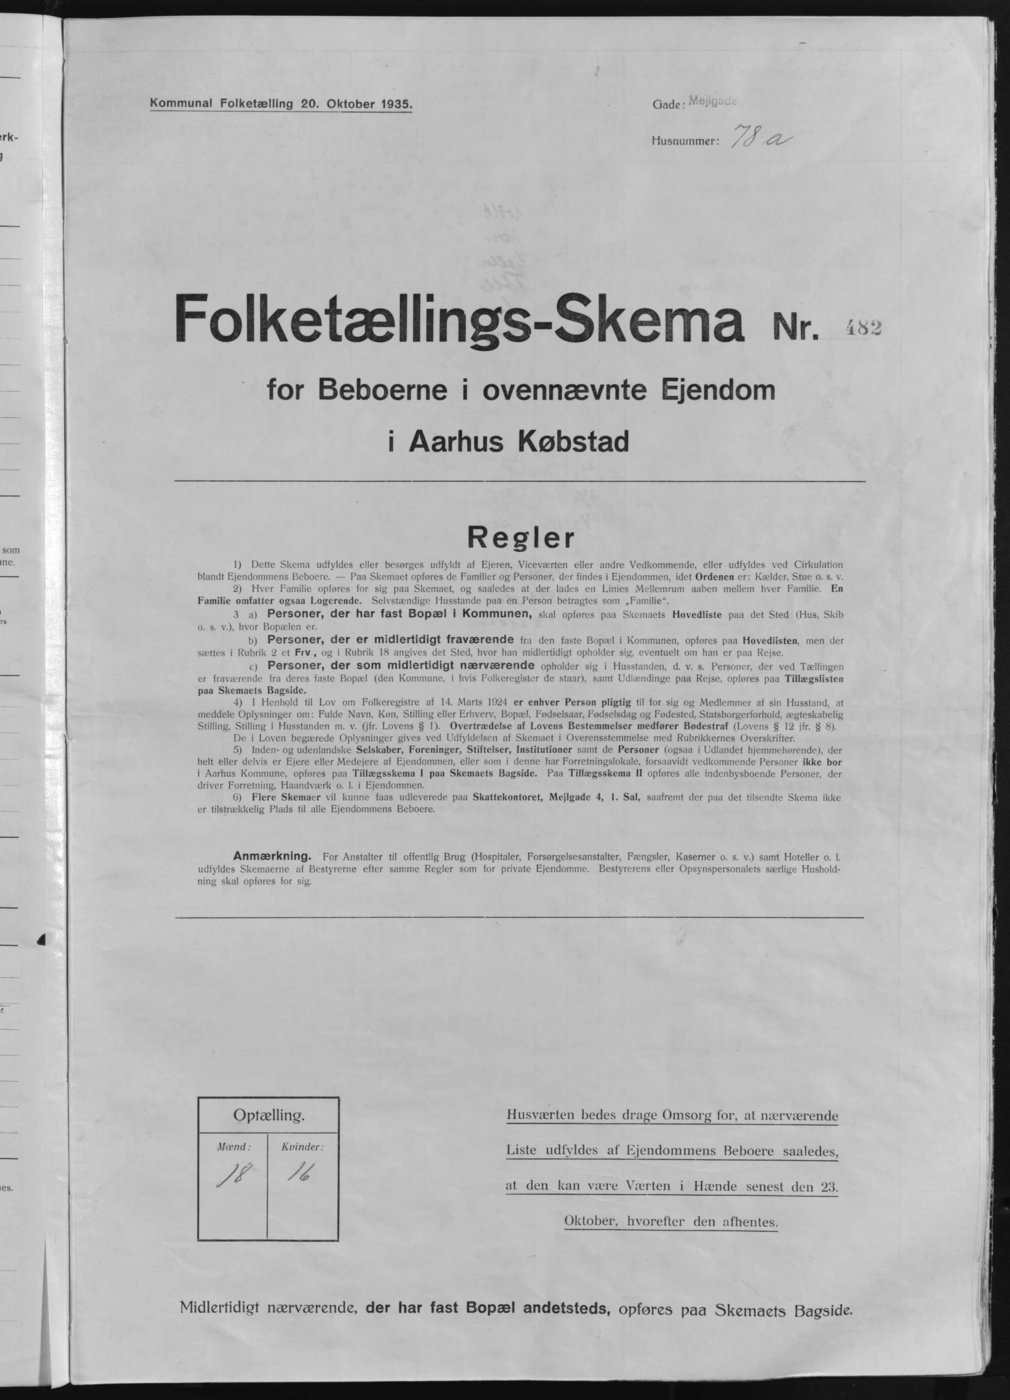 Kommunal Folketælling 20. Oktober 1935.
Gade: Mejlgade
Husnummer: 78 a
Folketællings-Skema Nr. 482
for Beboerne i ovennævnte Ejendom
i Aarhus Købstad
Regler
1) Dette Skema udfyldes eller besørges udfyldt af Ejeren, Viceværten eller andre Vedkommende, eller udfyldes ved Cirkulation
blandt Ejendommens Beboere. — Paa Skemaet opføres de Familier og Personer, der findes i Ejendommen, idet Ordenen er: Kælder, Stue o. s. v.
2) Hver Familie opføres for sig paa Skemaet, og saaledes at der lades en Linies Mellemrum aaben mellem hver Familie. En
Familie omfatter ogsaa Logerende. Selvstændige Husstande paa en Person betragtes som „Familie“.
3 a) Personer, der har fast Bopæl i Kommunen, skal opføres paa Skemaets Hovedliste paa det Sted (Hus, Skib
o. s. v.), hvor Bopælen er.
b) Personer, der er midlertidigt fraværende fra den faste Bopæl i Kommunen, opføres paa Hovedlisten, men der
sættes i Rubrik 2 et Frv., og i Rubrik 18 angives det Sted, hvor han midlertidigt opholder sig, eventuelt om han er paa Rejse.
c) Personer, der som midlertidigt nærværende opholder sig i Husstanden, d. v. s. Personer, der ved Tællingen
er fraværende fra deres faste Bopæl (den Kommune, i hvis Folkeregister de staar), samt Udlændinge paa Rejse, opføres paa Tillægslisten
paa Skemaets Bagside.
4) I Henhold til Lov om Folkeregistre af 14. Marts 1924 er enhver Person pligtig til for sig og Medlemmer af sin Husstand, at
meddele Oplysninger om: Fulde Navn, Køn, Stilling eller Erhverv, Bopæl, Fødselsaar, Fødselsdag og Fødested, Statsborgerforhold, ægteskabelig
Stilling, Stilling i Husstanden m. v. (jfr. Lovens § 1). Overtrædelse af Lovens Bestemmelser medfører Bødestraf (Lovens § 12 jfr. § 8).
De i Loven begærede Oplysninger gives ved Udfyldelsen af Skemaet i Overensstemmelse med Rubrikkernes Overskrifter.
5) Inden- og udenlandske Selskaber, Foreninger, Stiftelser, Institutioner samt de Personer (ogsaa i Udlandet hjemmehørende), der
helt eller delvis er Ejere eller Medejere af Ejendommen, eller som i denne har Forretningslokale, forsaavidt vedkommende Personer ikke bor
i Aarhus Kommune, opføres paa Tillægsskema I paa Skemaets Bagside. Paa Tillægsskema II opføres alle indenbysboende Personer, der
driver Forretning, Haandværk o. l. i Ejendommen.
6) Flere Skemaer vil kunne faas udleverede paa Skattekontoret, Mejlgade 4, 1. Sal, saafremt der paa det tilsendte Skema ikke
er tilstrækkelig Plads til alle Ejendommens Beboere.
Anmærkning. For Anstalter til offentlig Brug (Hospitaler, Forsørgelsesanstalter, Fængsler, Kaserner o. s. v.) samt Hoteller o. l.
udfyldes Skemaerne af Bestyrerne efter samme Regler som for private Ejendomme. Bestyrerens eller Opsynspersonalets særlige Hushold-
ning skal opføres for sig.
Optælling.
Mænd: Kvinder:
18 16
Husværten bedes drage Omsorg for, at nærværende
Liste udfyldes af Ejendommens Beboere saaledes,
at den kan være Værten i Hænde senest den 23.
Oktober, hvorefter den afhentes.
Midlertidigt nærværende, der har fast Bopæl andetsteds, opføres paa Skemaets Bagside.